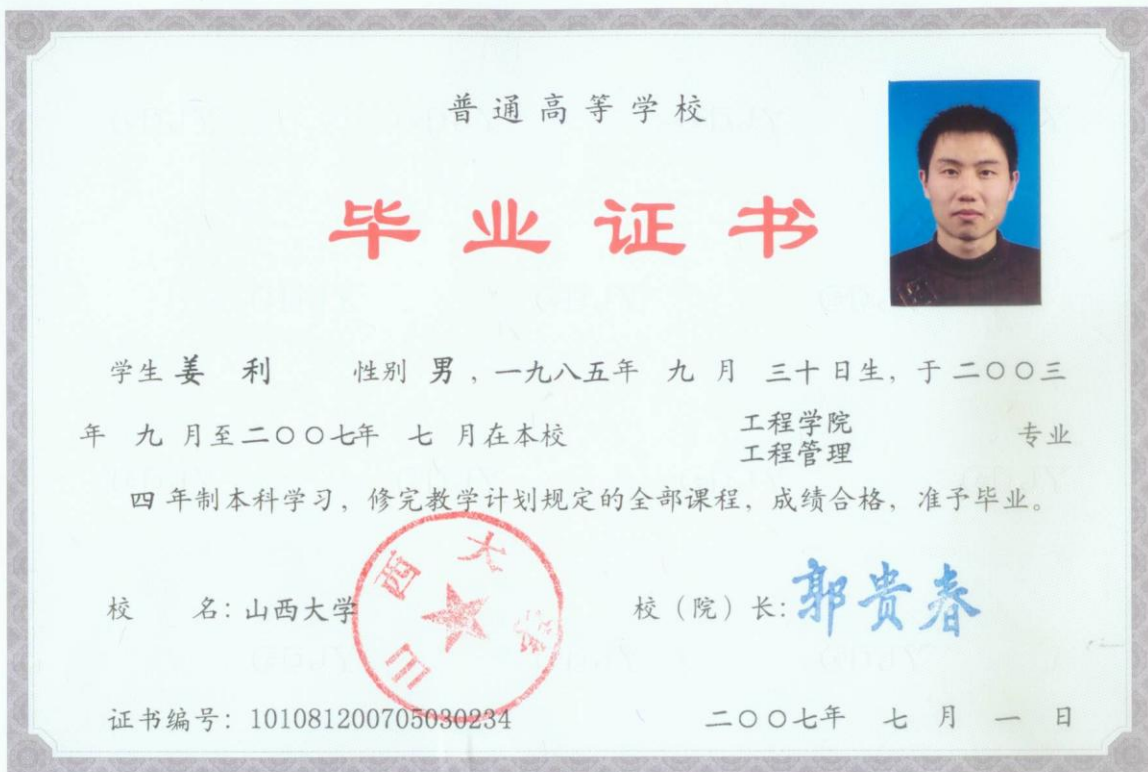 普通高等学校
毕业证书
学生 姜 利 性别 男，一九八五年 九 月 三十日生，于二〇〇三
年 九 月至二〇〇七年 七 月在本校 工程学院 专业
工程管理
四 年制本科学习，修完教学计划规定的全部课程，成绩合格，准予毕业。
山西大学
校 名：山西大学 校（院）长：郭贵春
证书编号：101081200705030234 二〇〇七年 七 月 一 日